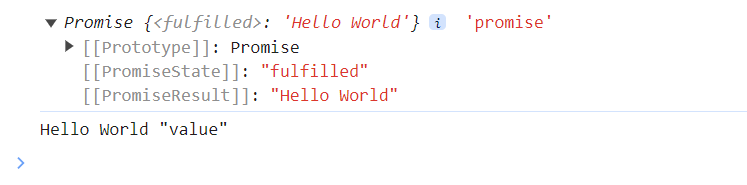 ▼ Promise {<fulfilled>: 'Hello World'} i 'promise'
▶ [[Prototype]]: Promise
[[PromiseState]]: "fulfilled"
[[PromiseResult]]: "Hello World"
Hello World "value"
>